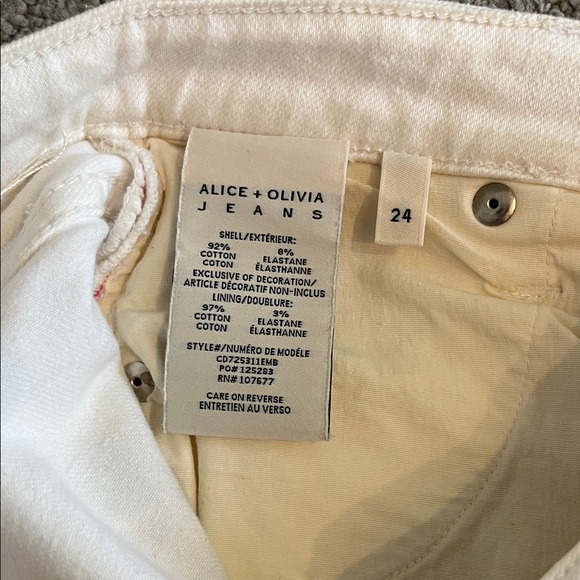 ALICE + OLIVIA
JEANS
24
SHELL/EXTÉRIEUR:
92% 8%
COTTON ELASTANE
COTON ÉLASTHANNE
EXCLUSIVE OF DECORATION/
ARTICLE DÉCORATIF NON-INCLUS
LINING/DOUBLURE:
97% 3%
COTTON ELASTANE
COTON ÉLASTHANNE
STYLE#/NUMÉRO DE MODÉLE
CD725311EMB
PO# 125283
RN# 107677
CARE ON REVERSE
ENTRETIEN AU VERSO